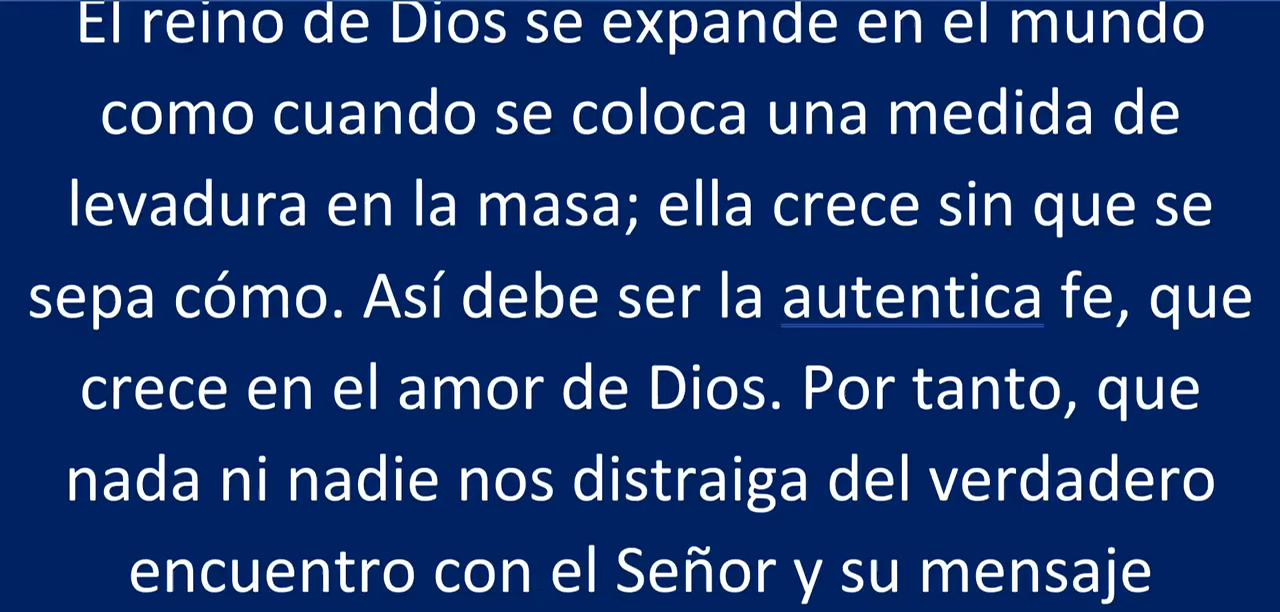 El reino de Dios se expande en el mundo
como cuando se coloca una medida de
levadura en la masa; ella crece sin que se
sepa cómo. Así debe ser la autentica fe, que
crece en el amor de Dios. Por tanto, que
nada ni nadie nos distraiga del verdadero
encuentro con el Señor y su mensaje